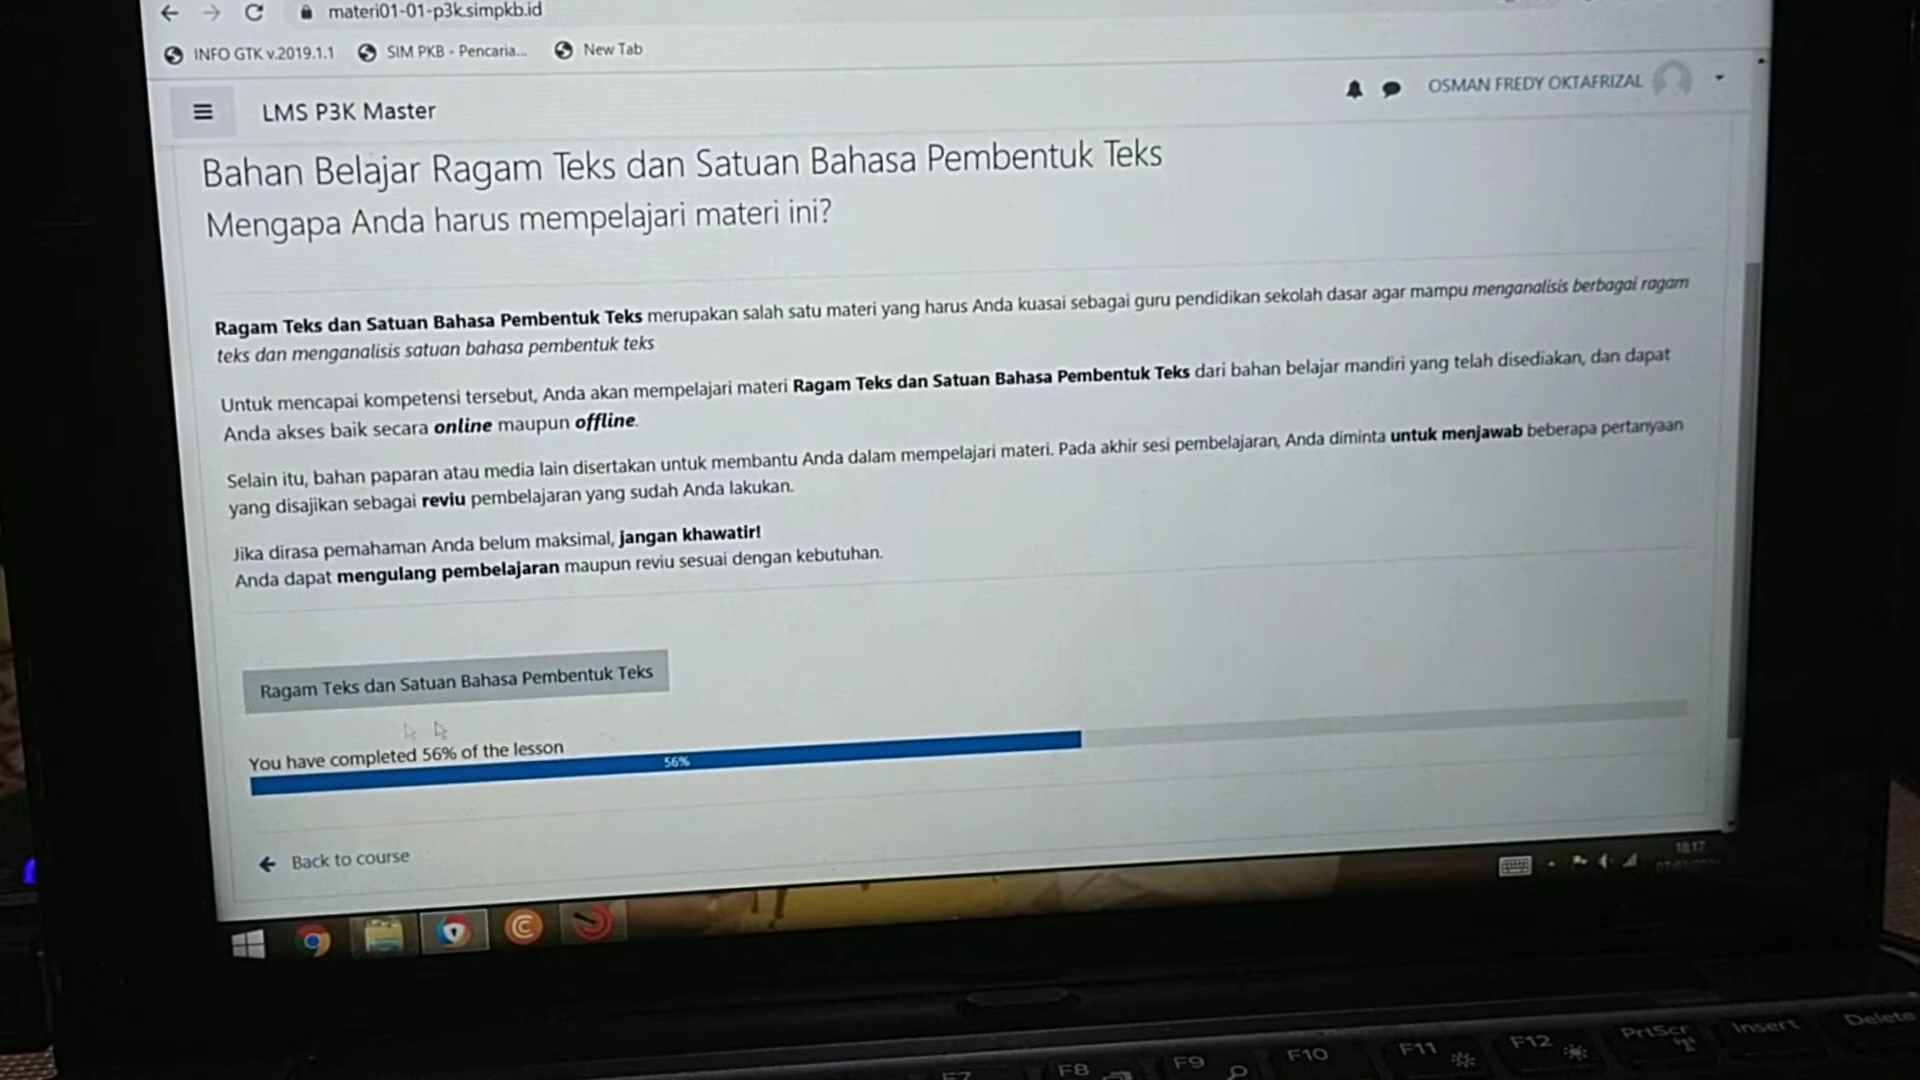 materi01-01-p3k.simpkb.id
INFO GTK v.2019.1.1 SIM PKB - Pencaria... New Tab
LMS P3K Master OSMAN FREDY OKTAFRIZAL
Bahan Belajar Ragam Teks dan Satuan Bahasa Pembentuk Teks
Mengapa Anda harus mempelajari materi ini?
Ragam Teks dan Satuan Bahasa Pembentuk Teks merupakan salah satu materi yang harus Anda kuasai sebagai guru pendidikan sekolah dasar agar mampu menganalisis berbagai ragam
teks dan menganalisis satuan bahasa pembentuk teks
Untuk mencapai kompetensi tersebut, Anda akan mempelajari materi Ragam Teks dan Satuan Bahasa Pembentuk Teks dari bahan belajar mandiri yang telah disediakan, dan dapat
Anda akses baik secara online maupun offline.
Selain itu, bahan paparan atau media lain disertakan untuk membantu Anda dalam mempelajari materi. Pada akhir sesi pembelajaran, Anda diminta untuk menjawab beberapa pertanyaan
yang disajikan sebagai reviu pembelajaran yang sudah Anda lakukan.
Jika dirasa pemahaman Anda belum maksimal, jangan khawatir!
Anda dapat mengulang pembelajaran maupun reviu sesuai dengan kebutuhan.
Ragam Teks dan Satuan Bahasa Pembentuk Teks
You have completed 56% of the lesson
56%
Back to course
18:17
F7 F8 F9 F10 F11 F12 PrtScr Insert Delete